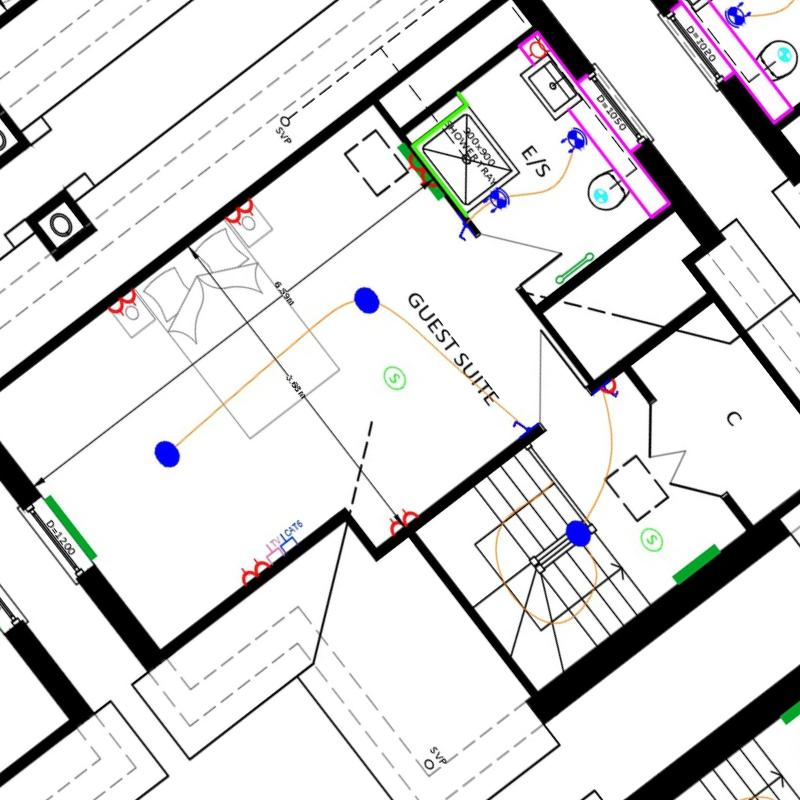 D=1020
D=1050
SVP
900x900
SHOWER TRAY
E/S
6.59m
GUEST SUITE
S
3.68m
C
D=1200
TV
CAT6
S
SVP